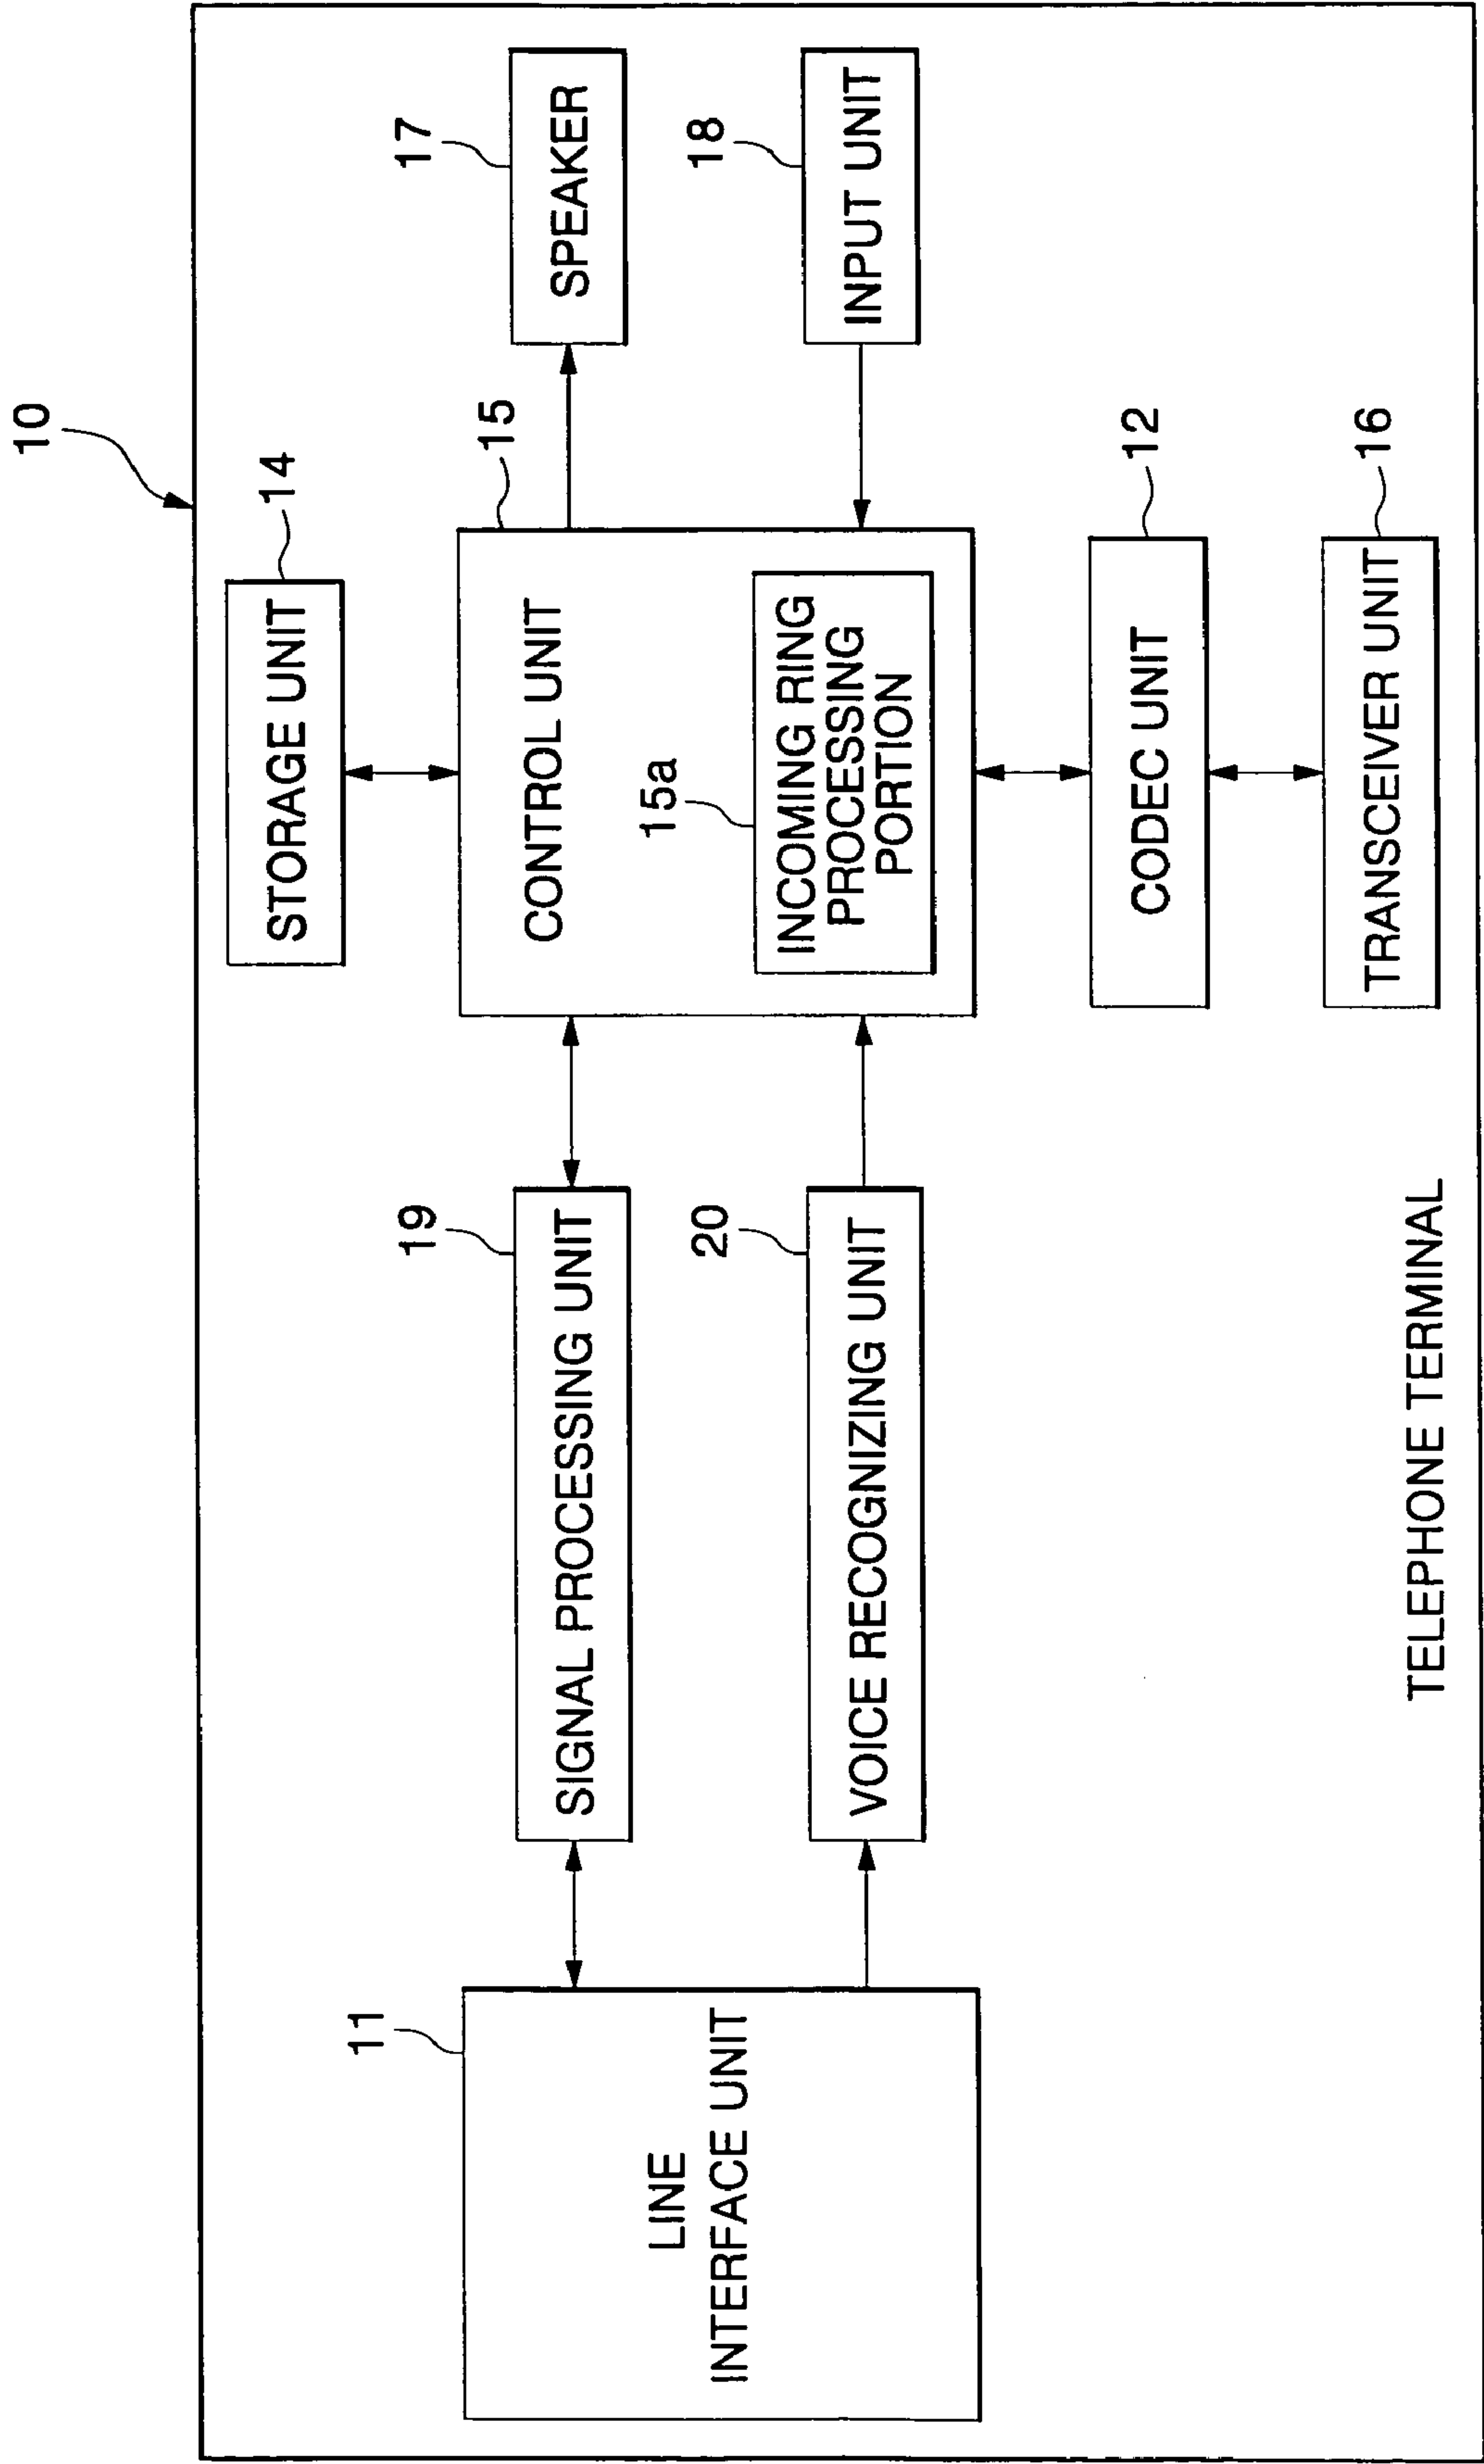 10
14
STORAGE UNIT
17
SPEAKER
15
CONTROL UNIT
15a
INCOMING RING
PROCESSING
PORTION
18
INPUT UNIT
19
SIGNAL PROCESSING UNIT
20
VOICE RECOGNIZING UNIT
11
LINE
INTERFACE UNIT
12
CODEC UNIT
16
TRANSCEIVER UNIT
TELEPHONE TERMINAL